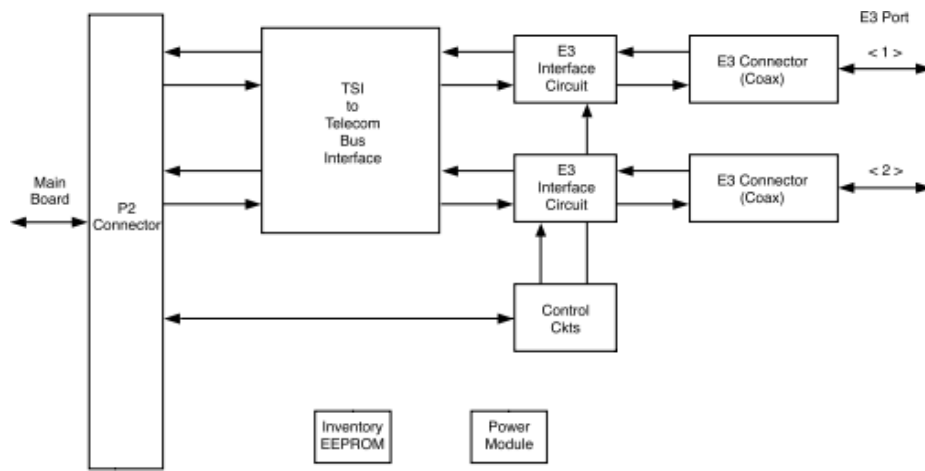 E3 Port
E3
Interface
Circuit
E3 Connector
(Coax)
< 1 >
TSI
to
Telecom
Bus
Interface
Main
Board
P2
Connector
E3
Interface
Circuit
E3 Connector
(Coax)
< 2 >
Control
Ckts
Inventory
EEPROM
Power
Module